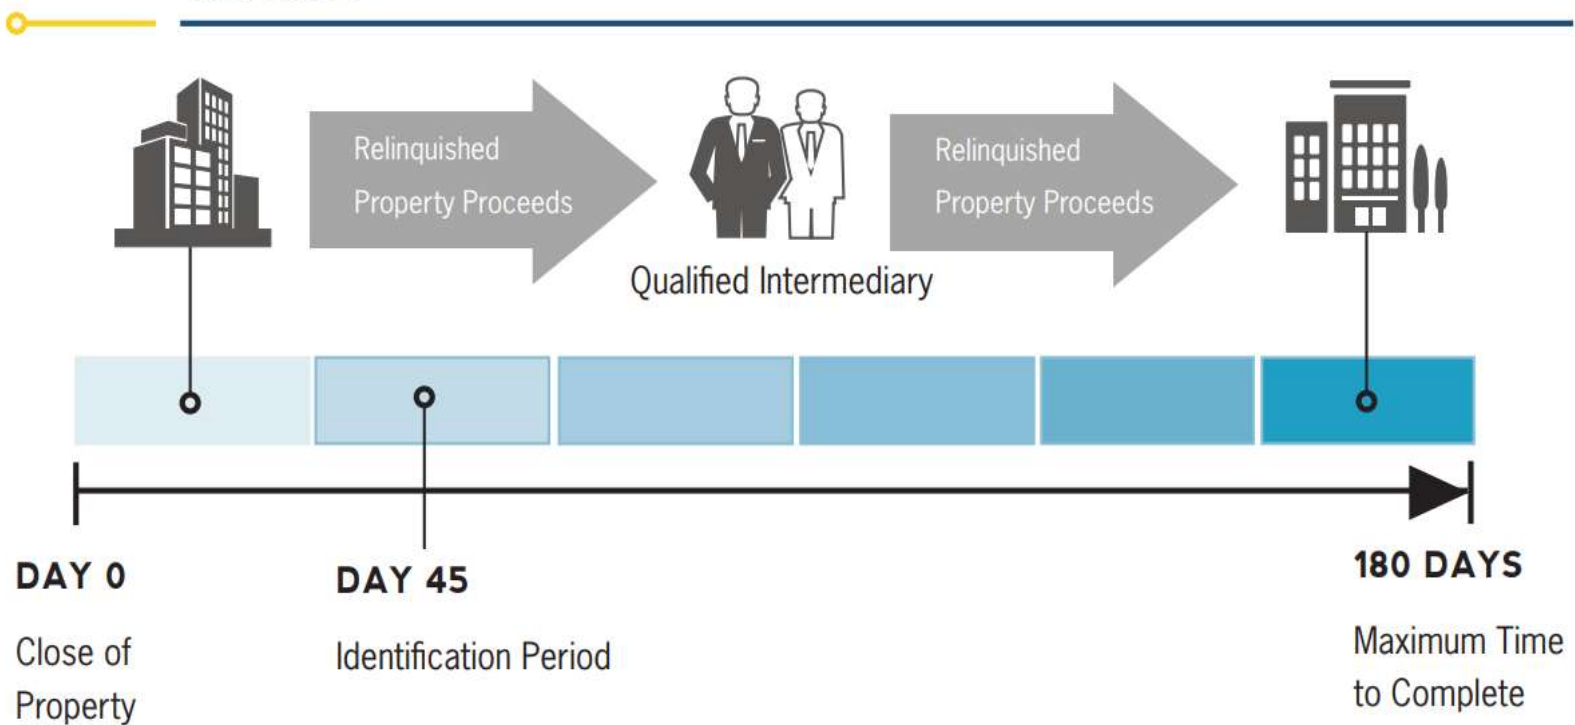 Relinquished
Property Proceeds
Relinquished
Property Proceeds
Qualified Intermediary
DAY 0
Close of
Property
DAY 45
Identification Period
180 DAYS
Maximum Time
to Complete